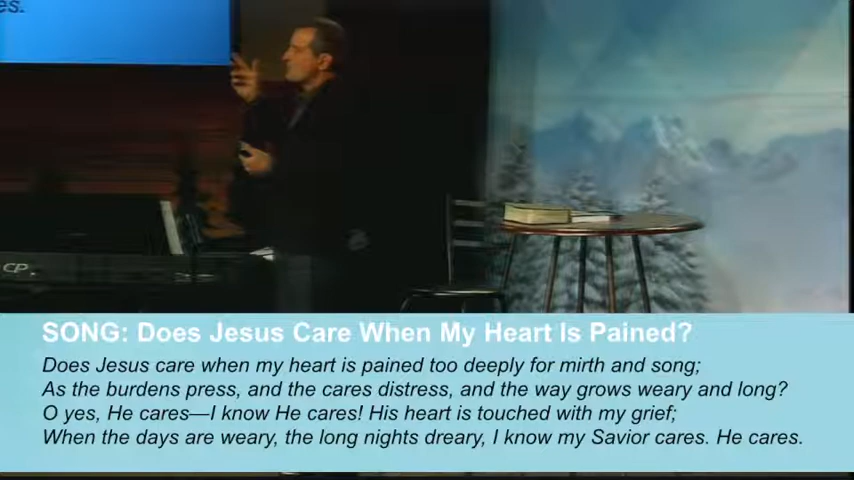 es.
CP
SONG: Does Jesus Care When My Heart Is Pained?
Does Jesus care when my heart is pained too deeply for mirth and song;
As the burdens press, and the cares distress, and the way grows weary and long?
O yes, He cares—I know He cares! His heart is touched with my grief;
When the days are weary, the long nights dreary, I know my Savior cares. He cares.